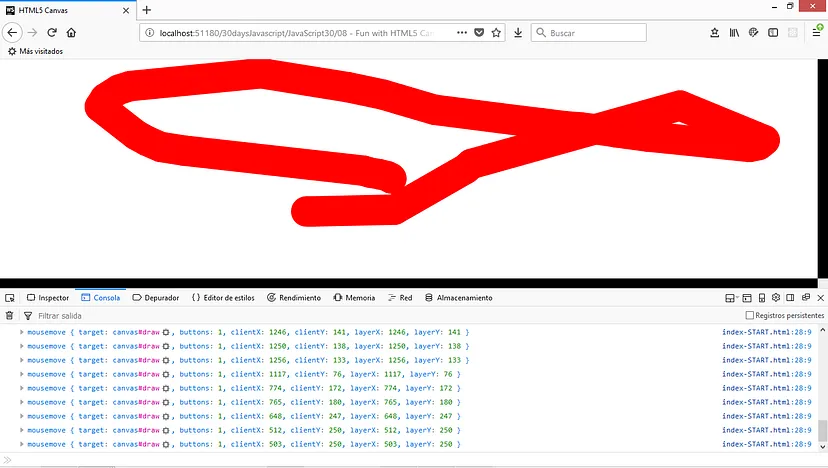 HTML5 Canvas
localhost:51180/30daysJavascript/JavaScript30/08 - Fun with HTML5 Can
Buscar
Más visitados
Inspector Consola Depurador Editor de estilos Rendimiento Memoria Red Almacenamiento
Filtrar salida Registros persistentes
mousemove { target: canvas#draw , buttons: 1, clientX: 1246, clientY: 141, layerX: 1246, layerY: 141 } index-START.html:28:9
mousemove { target: canvas#draw , buttons: 1, clientX: 1250, clientY: 138, layerX: 1250, layerY: 138 } index-START.html:28:9
mousemove { target: canvas#draw , buttons: 1, clientX: 1256, clientY: 133, layerX: 1256, layerY: 133 } index-START.html:28:9
mousemove { target: canvas#draw , buttons: 1, clientX: 1117, clientY: 76, layerX: 1117, layerY: 76 } index-START.html:28:9
mousemove { target: canvas#draw , buttons: 1, clientX: 774, clientY: 172, layerX: 774, layerY: 172 } index-START.html:28:9
mousemove { target: canvas#draw , buttons: 1, clientX: 765, clientY: 180, layerX: 765, layerY: 180 } index-START.html:28:9
mousemove { target: canvas#draw , buttons: 1, clientX: 648, clientY: 247, layerX: 648, layerY: 247 } index-START.html:28:9
mousemove { target: canvas#draw , buttons: 1, clientX: 512, clientY: 250, layerX: 512, layerY: 250 } index-START.html:28:9
mousemove { target: canvas#draw , buttons: 1, clientX: 503, clientY: 250, layerX: 503, layerY: 250 } index-START.html:28:9